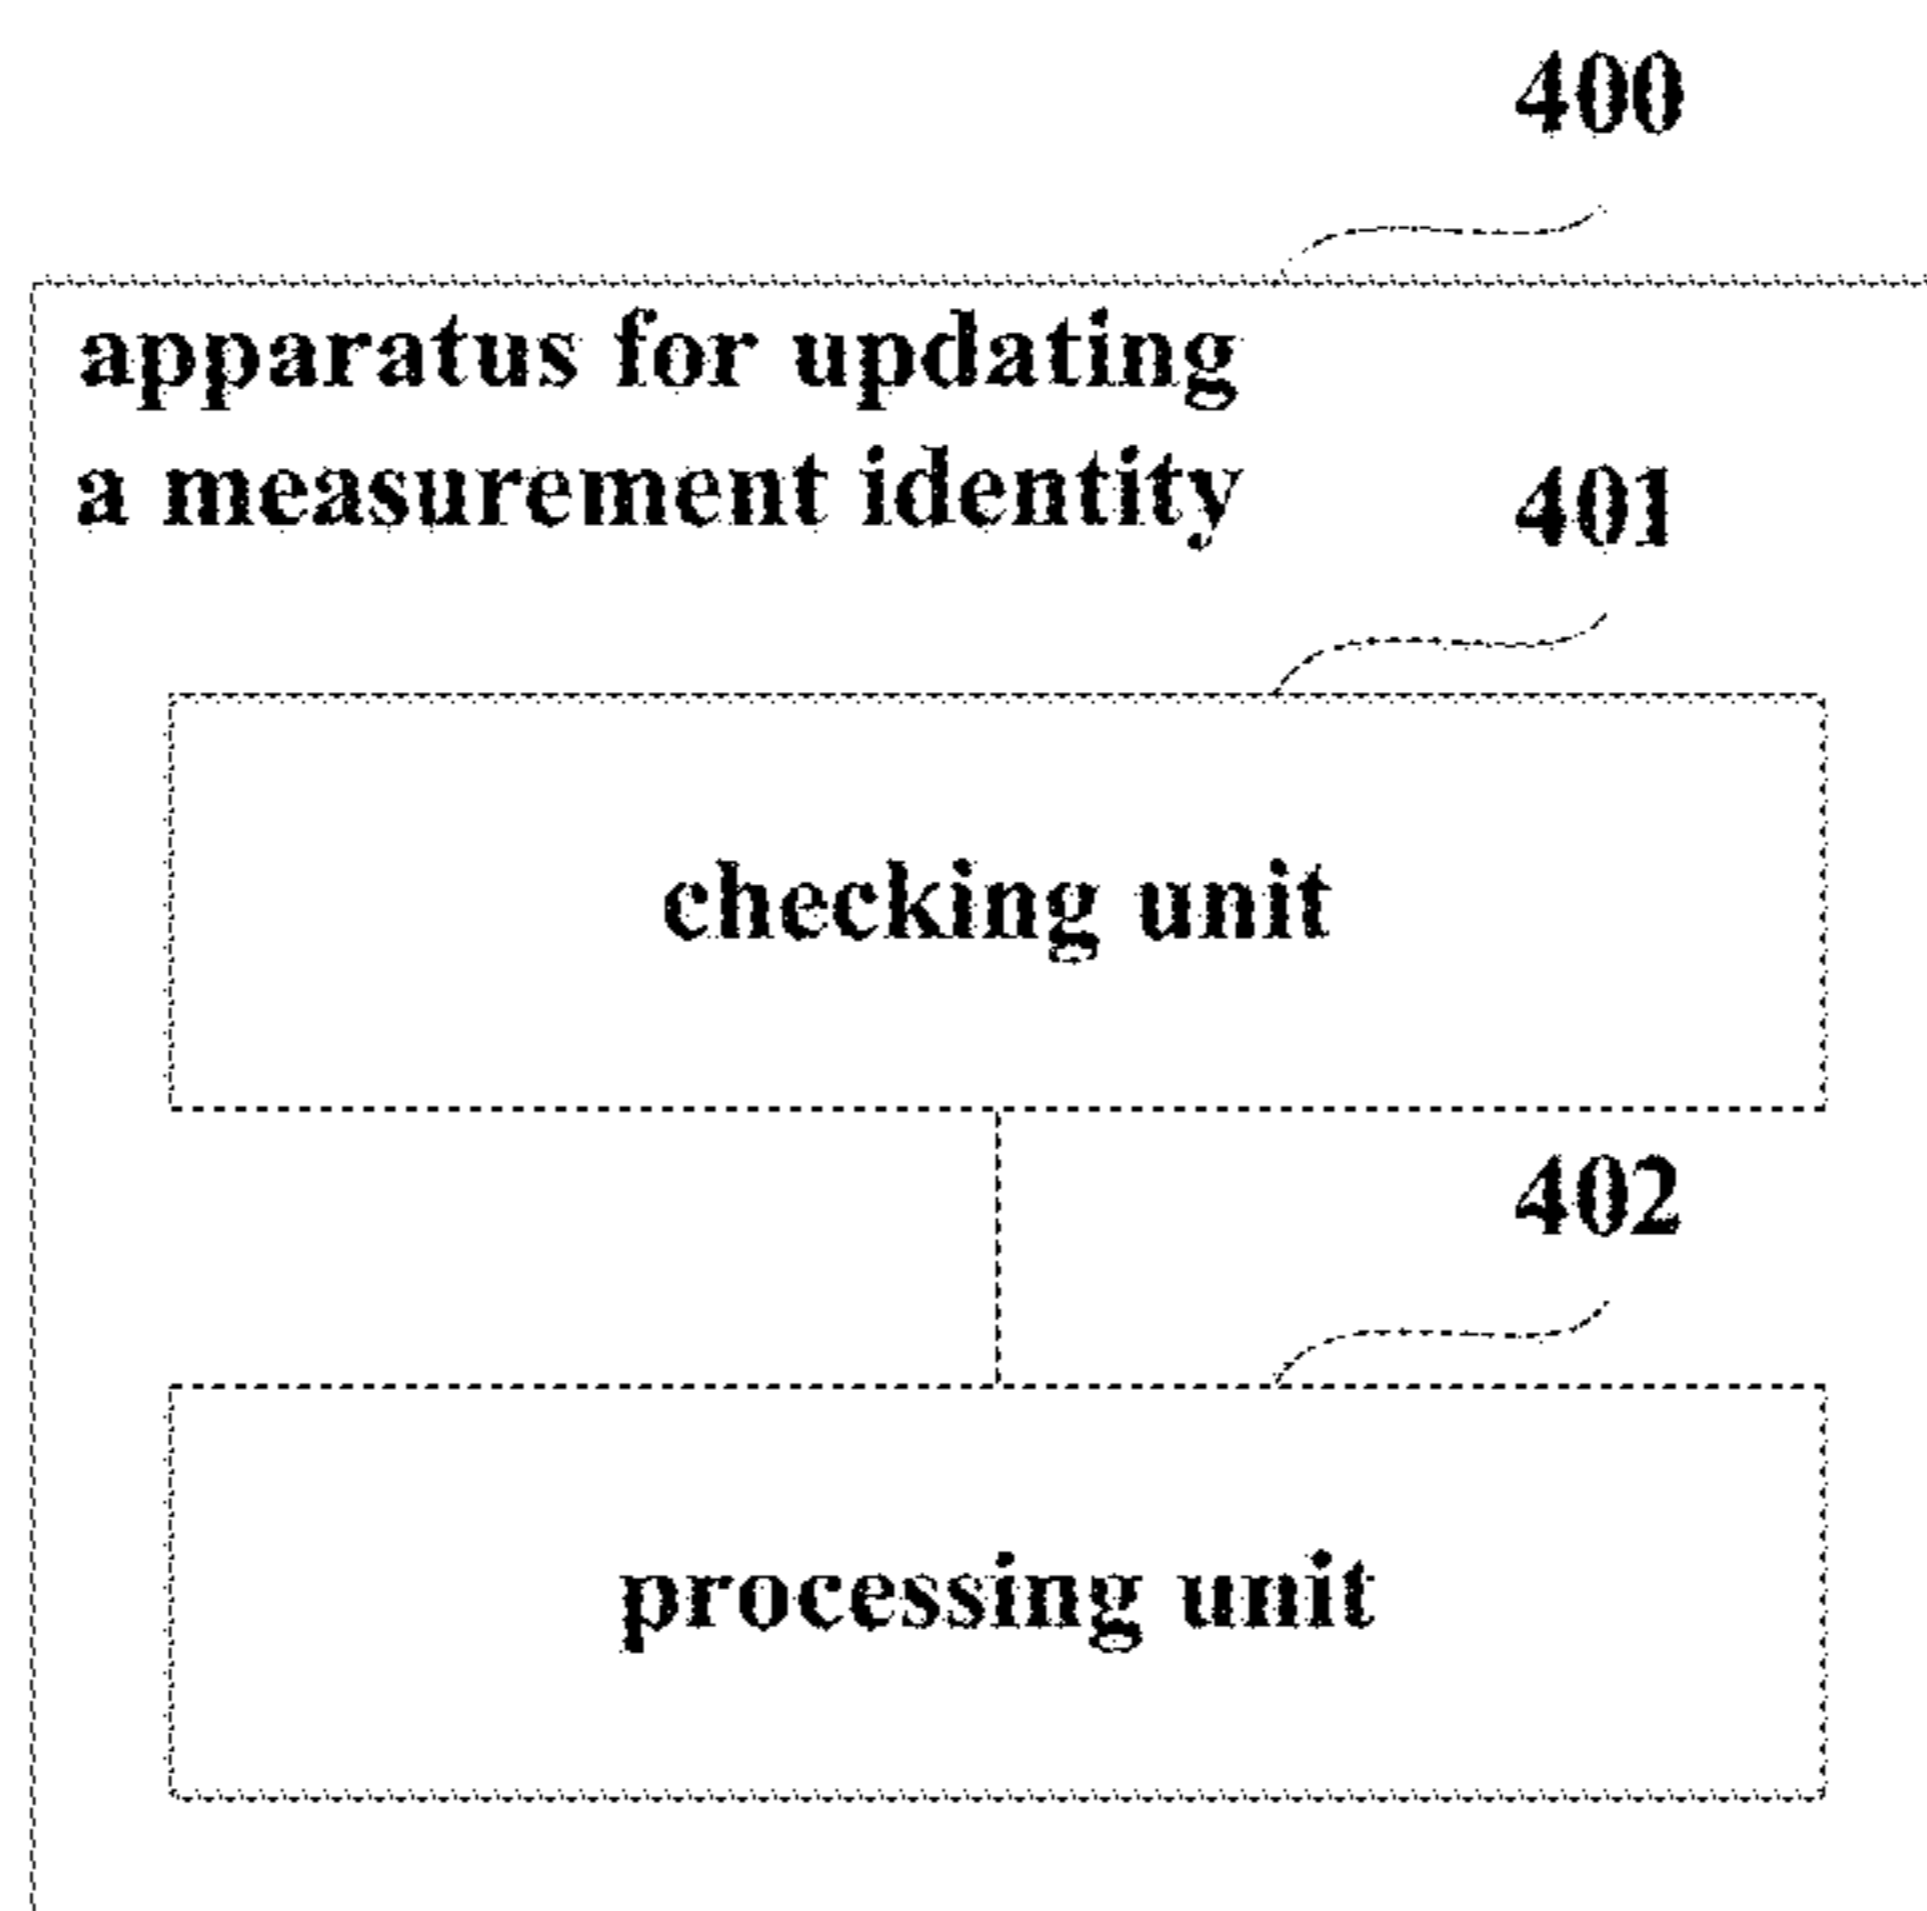 400
apparatus for updating
a measurement identity
401
checking unit
402
processing unit